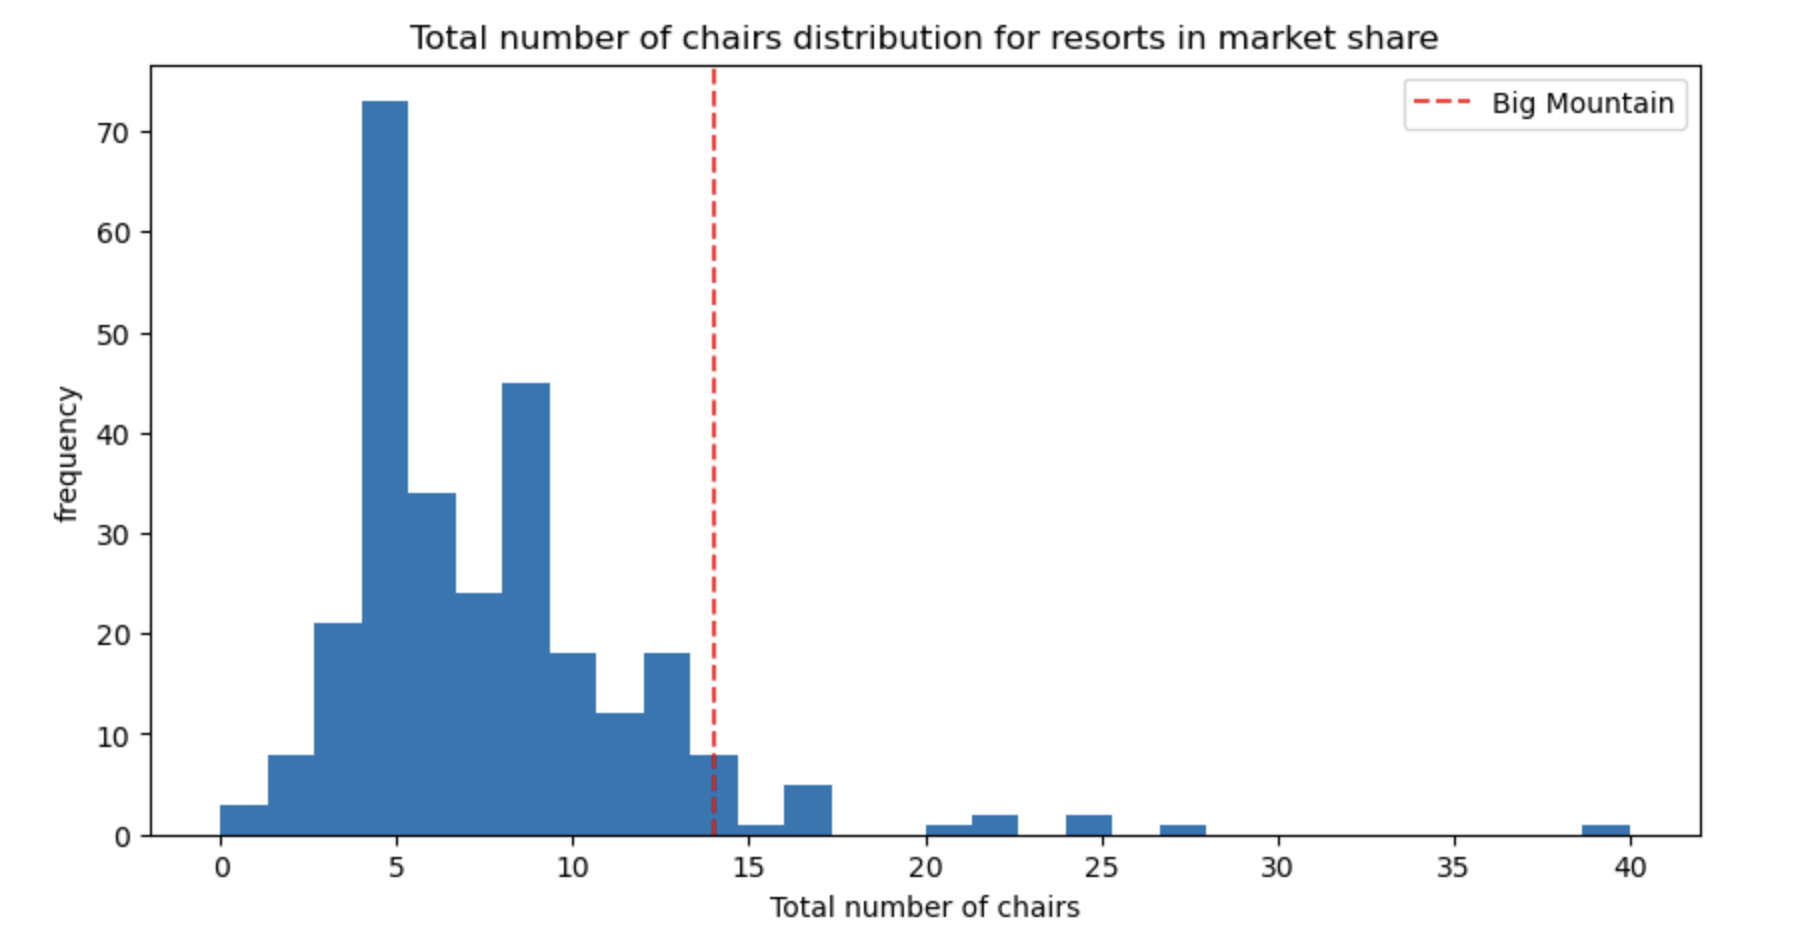 Total number of chairs distribution for resorts in market share
Big Mountain
70
60
50
40
30
20
10
0
frequency
0 5 10 15 20 25 30 35 40
Total number of chairs